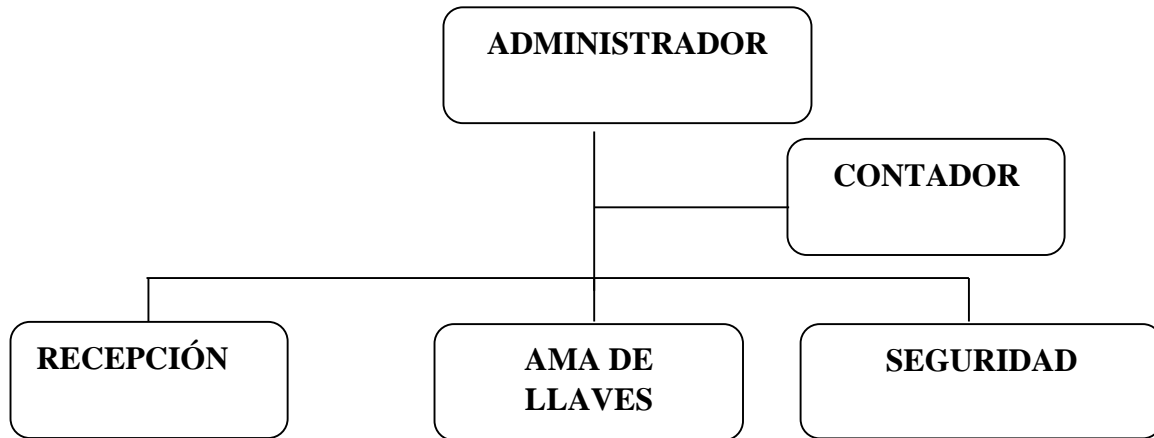 ADMINISTRADOR
CONTADOR
RECEPCIÓN
AMA DE
LLAVES
SEGURIDAD